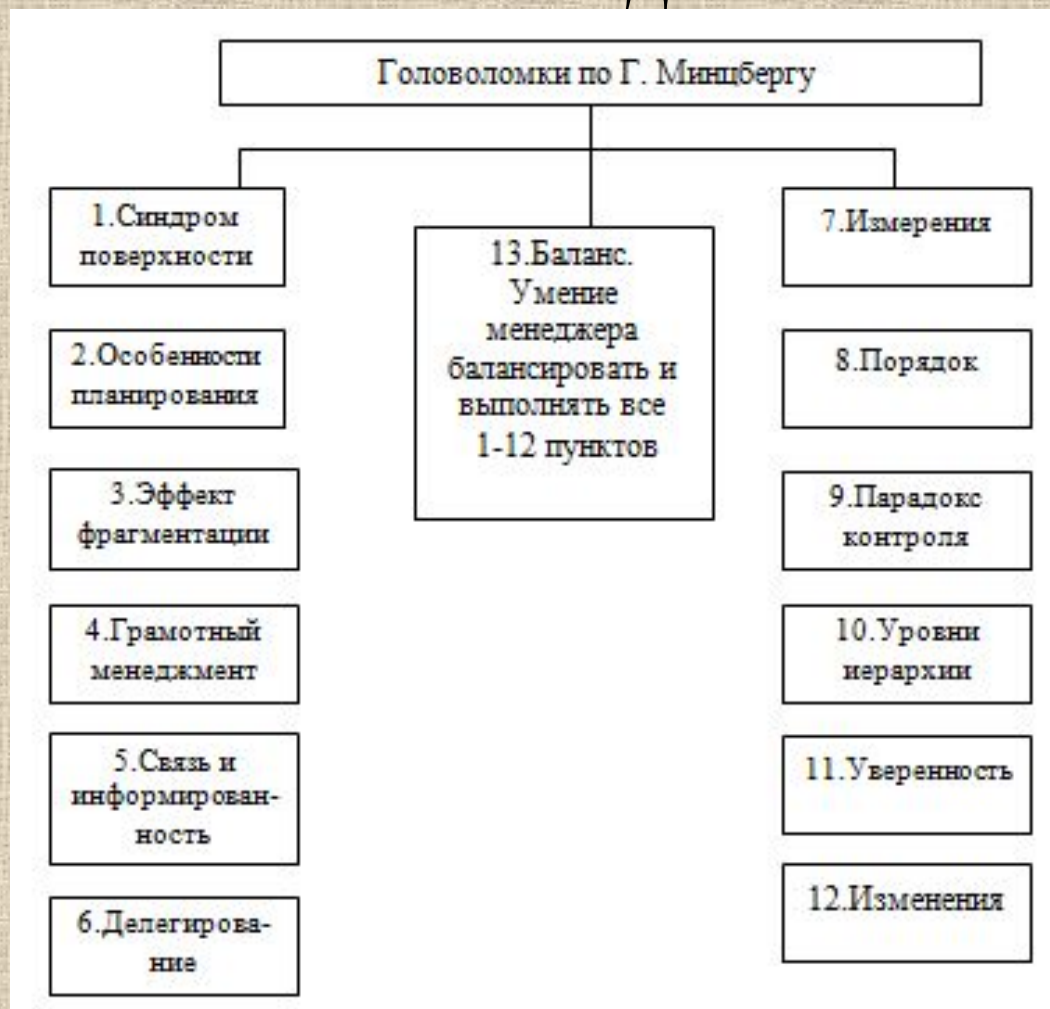 Головоломки по Г. Минцбергу
1.Синдром
поверхности
2.Особенности
планирования
3.Эффект
фрагментации
4.Грамотный
менеджмент
5.Связь и
информирован-
ность
6.Делегирова-
ние
13.Баланс.
Умение
менеджера
балансировать и
выполнять все
1-12 пунктов
7.Измерения
8.Порядок
9.Парадокс
контроля
10.Уровни
иерархии
11.Уверенность
12.Изменения